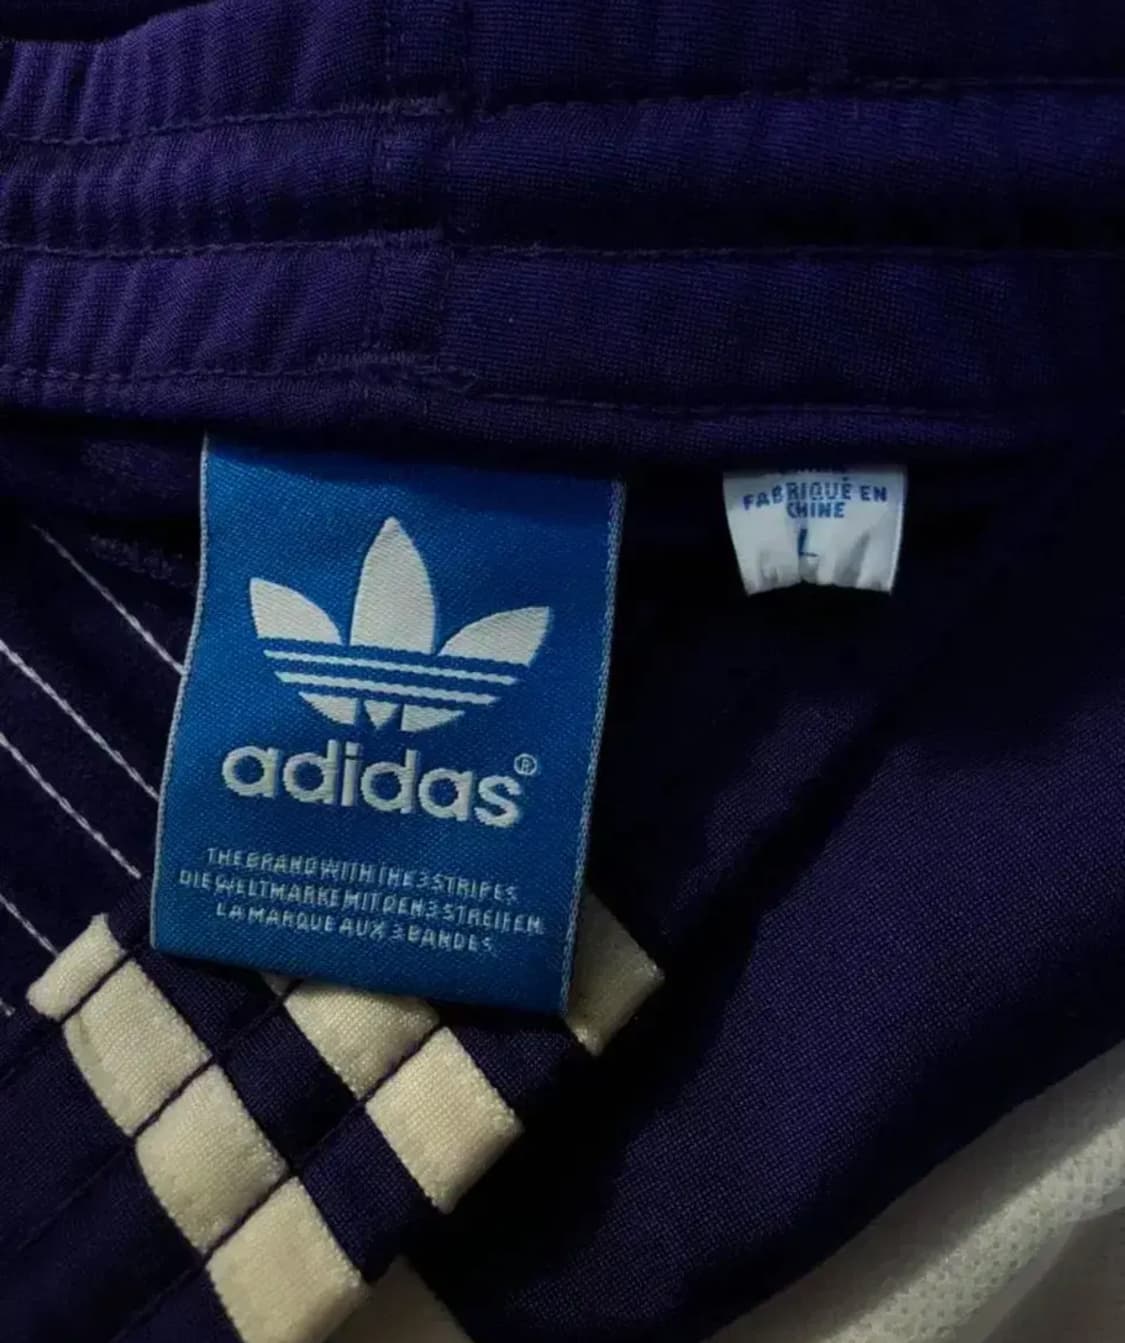 adidas®
THE BRAND WITH THE 3 STRIPES
DIE WELTMARKE MIT DEN 3 STREIFEN
LA MARQUE AUX 3 BANDES
FABRIQUÉ EN
CHINE
L